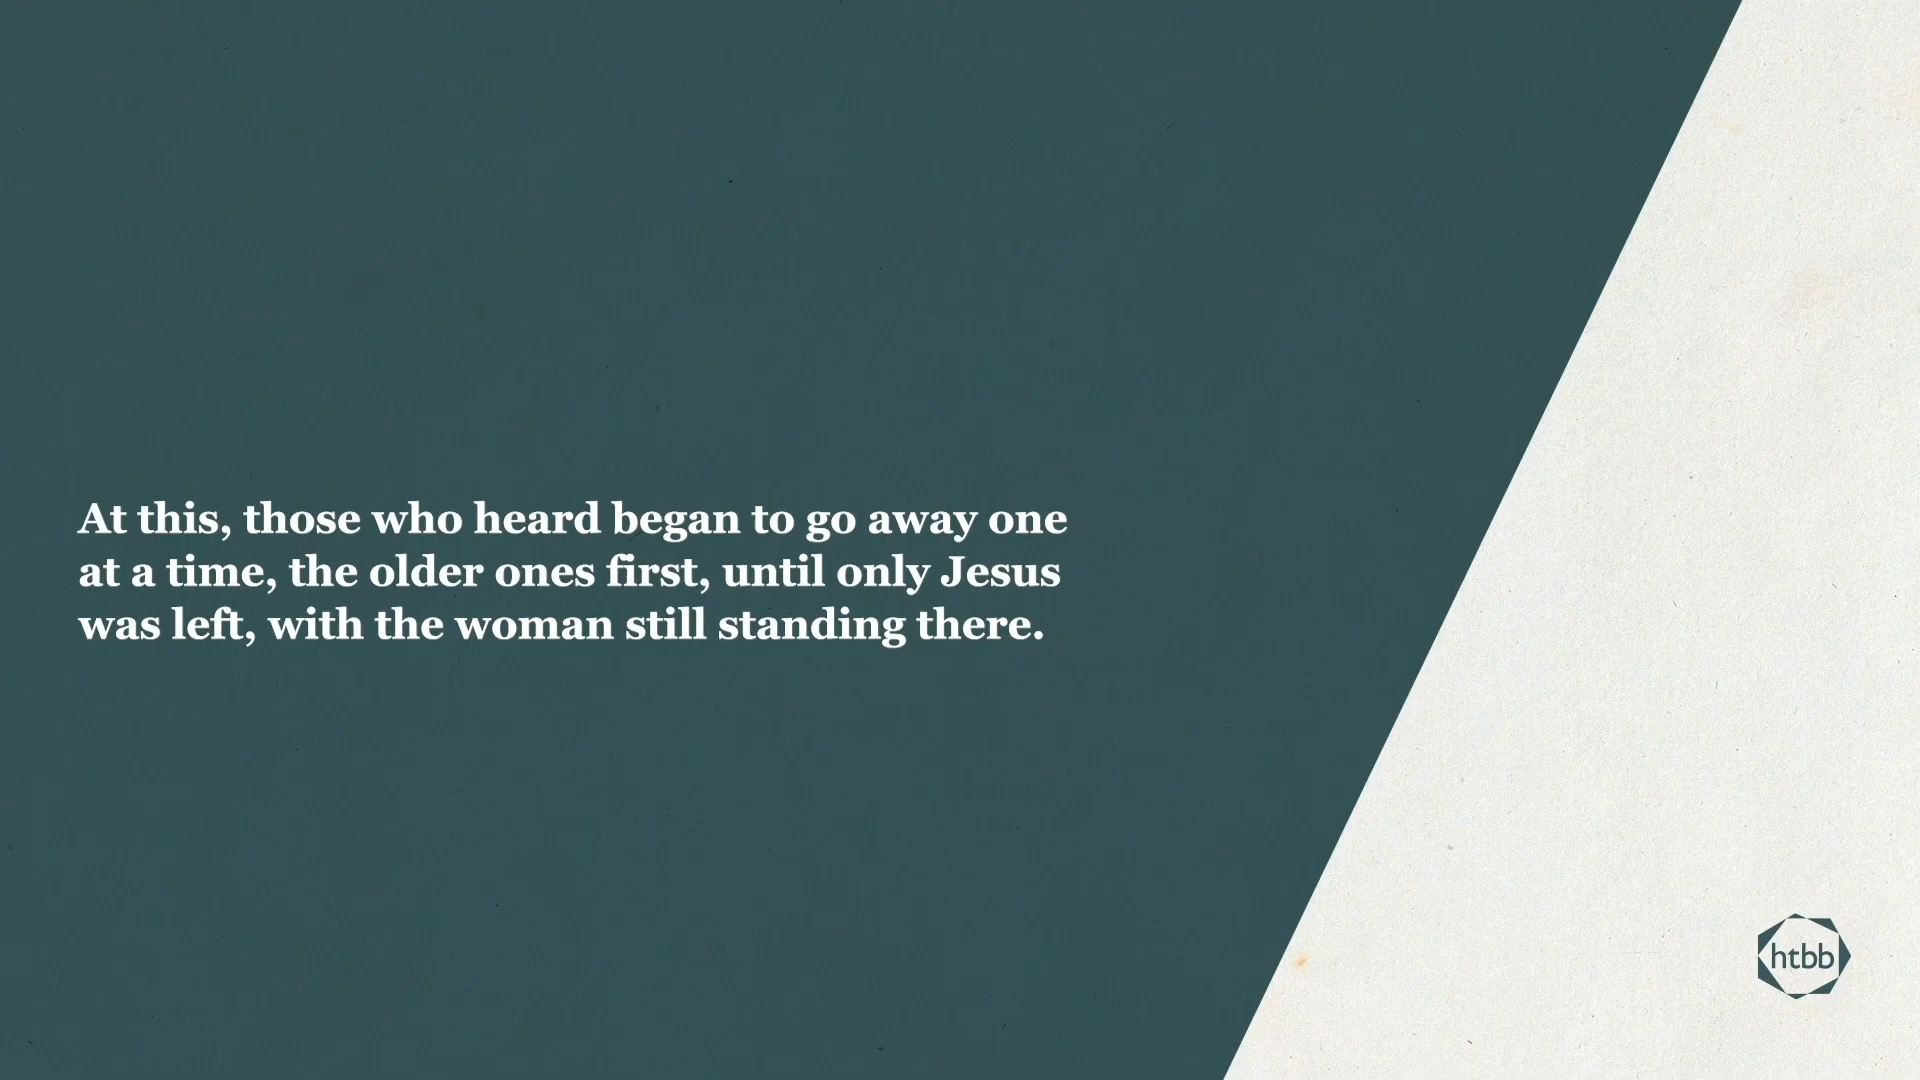 At this, those who heard began to go away one
at a time, the older ones first, until only Jesus
was left, with the woman still standing there.
htbb